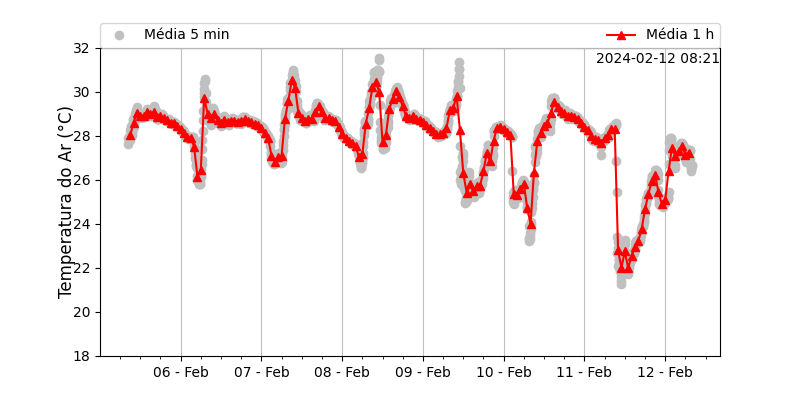 Média 5 min
Média 1 h
2024-02-12 08:21
Temperatura do Ar (°C)
32
30
28
26
24
22
20
18
06 - Feb
07 - Feb
08 - Feb
09 - Feb
10 - Feb
11 - Feb
12 - Feb